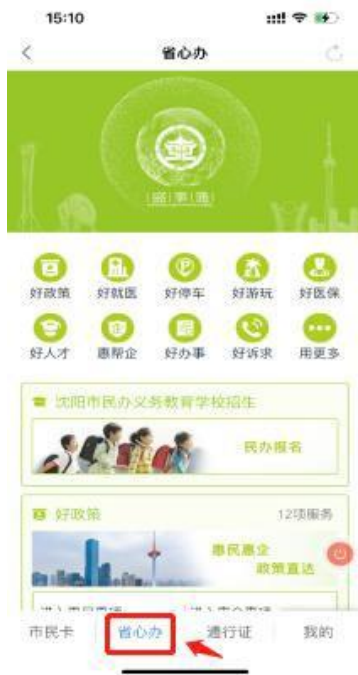 15:10
省心办
盛事通
好政策 好就医 好停车 好游玩 好医保
好人才 惠帮企 好办事 好诉求 用更多
沈阳市民办义务教育学校招生
民办报名
好政策 12项服务
惠民惠企
政策直达
市民卡 省心办 通行证 我的